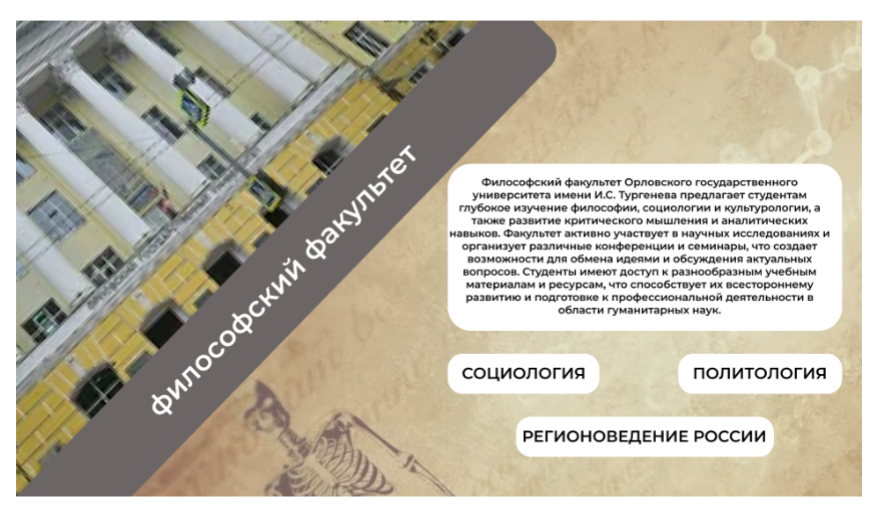 философский факультет
Философский факультет Орловского государственного
университета имени И.С. Тургенева предлагает студентам
глубокое изучение философии, социологии и культурологии, а
также развитие критического мышления и аналитических
навыков. Факультет активно участвует в научных исследованиях и
организует различные конференции и семинары, что создает
возможности для обмена идеями и обсуждения актуальных
вопросов. Студенты имеют доступ к разнообразным учебным
материалам и ресурсам, что способствует их всестороннему
развитию и подготовке к профессиональной деятельности в
области гуманитарных наук.
СОЦИОЛОГИЯ
ПОЛИТОЛОГИЯ
РЕГИОНОВЕДЕНИЕ РОССИИ